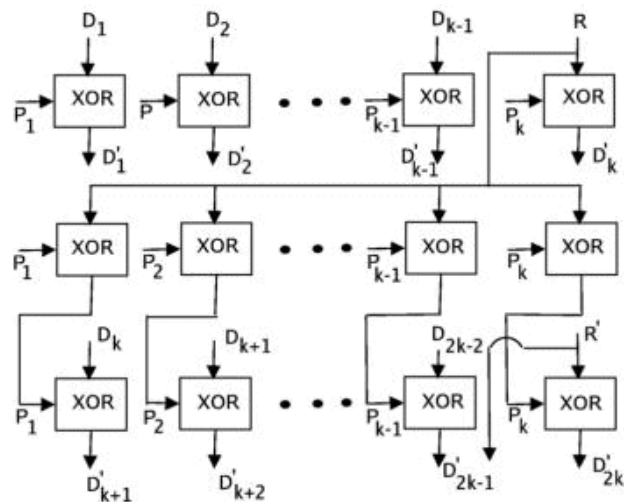 D1 D2 Dk-1 R
XOR XOR XOR XOR
P1 P Pk-1 Pk
D'1 D'2 D'k-1 D'k
XOR XOR XOR XOR
P1 P2 Pk-1 Pk
Dk Dk+1 D2k-2 R'
XOR XOR XOR XOR
P1 P2 Pk-1 Pk
D'k+1 D'k+2 D'2k-1 D'2k